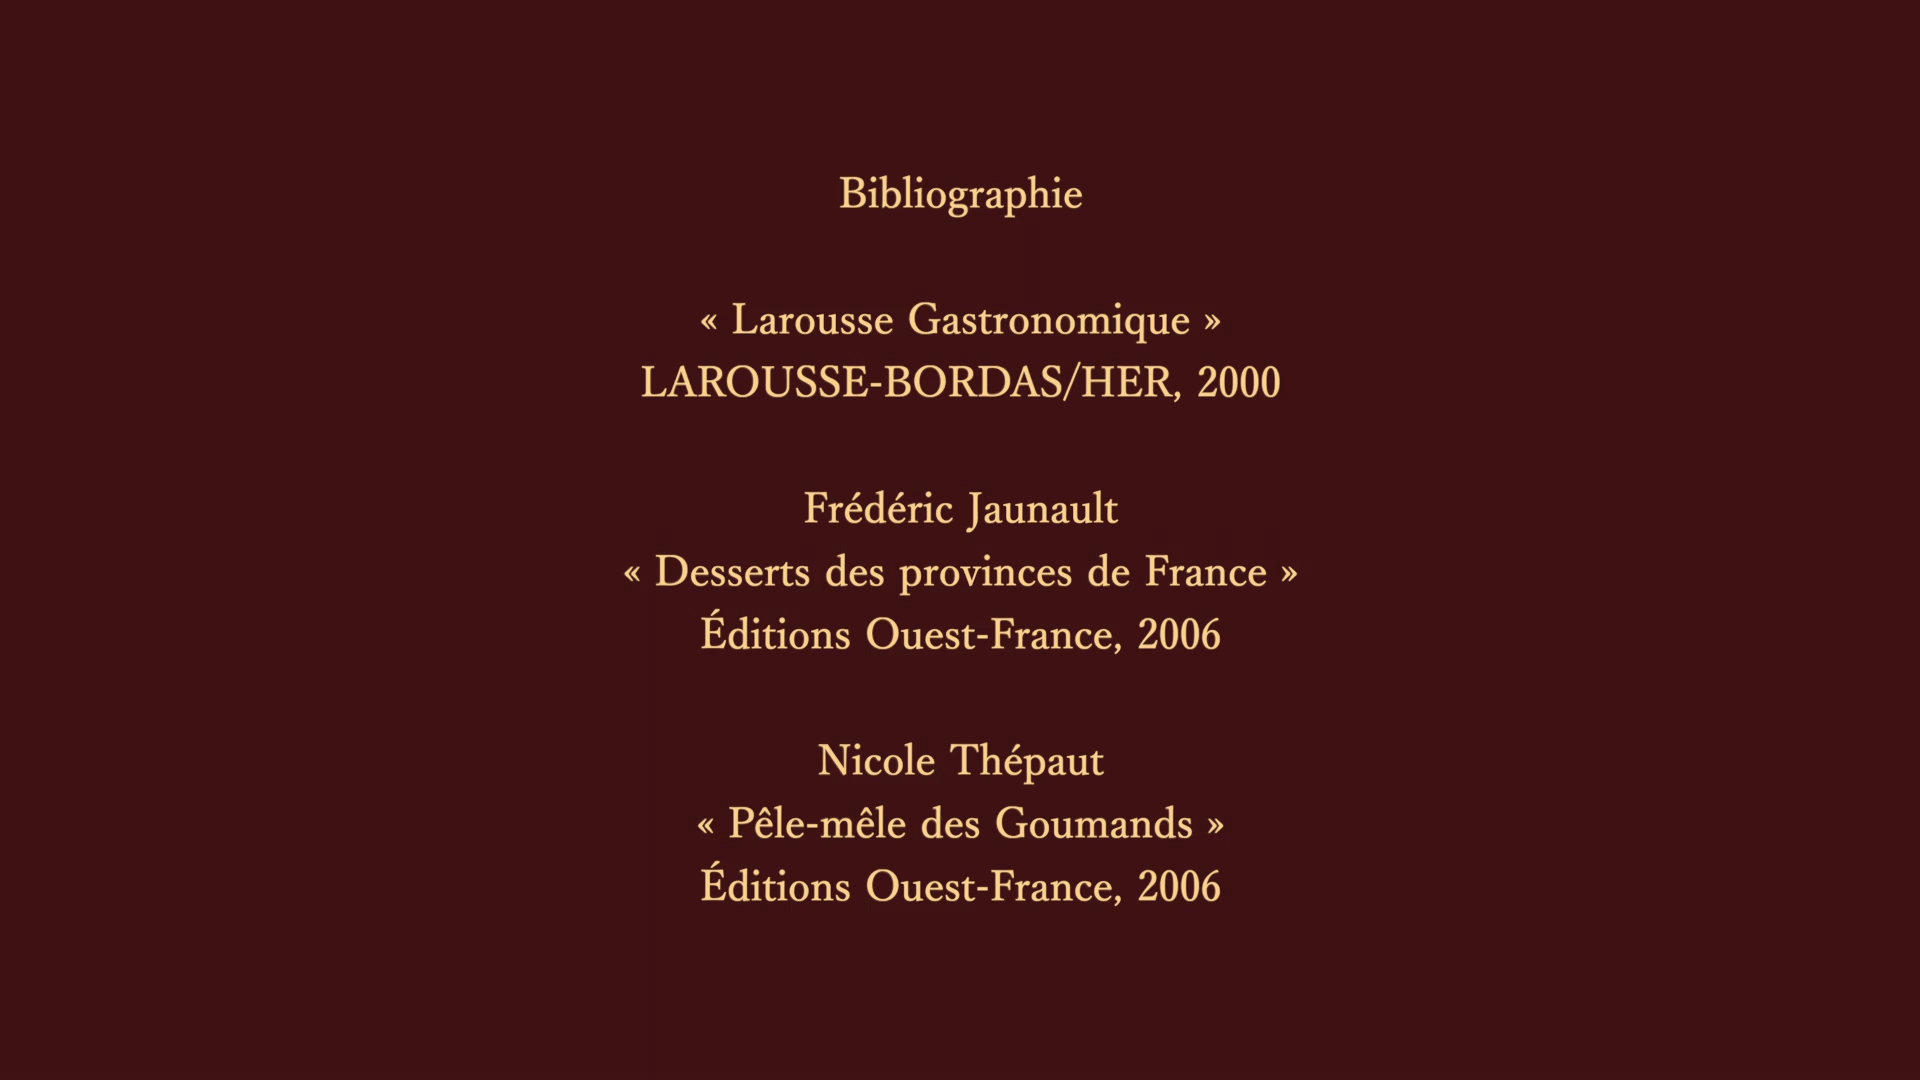 Bibliographie
« Larousse Gastronomique »
LAROUSSE-BORDAS/HER, 2000
Frédéric Jaunault
« Desserts des provinces de France »
Éditions Ouest-France, 2006
Nicole Thépaut
« Pêle-mêle des Goumands »
Éditions Ouest-France, 2006